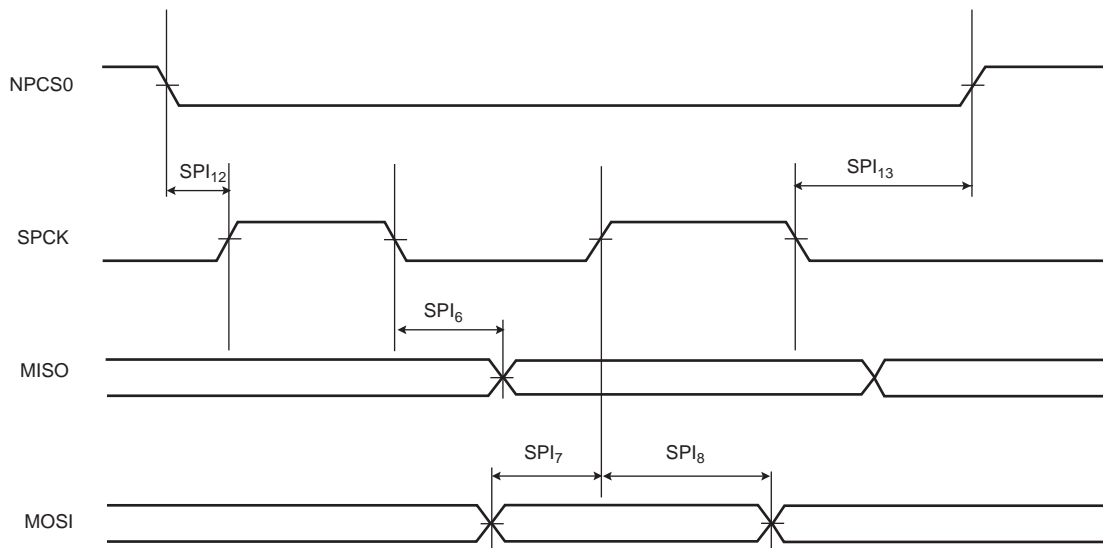 NPCS0
SPI₁₂
SPI₁₃
SPCK
SPI₆
MISO
SPI₇
SPI₈
MOSI